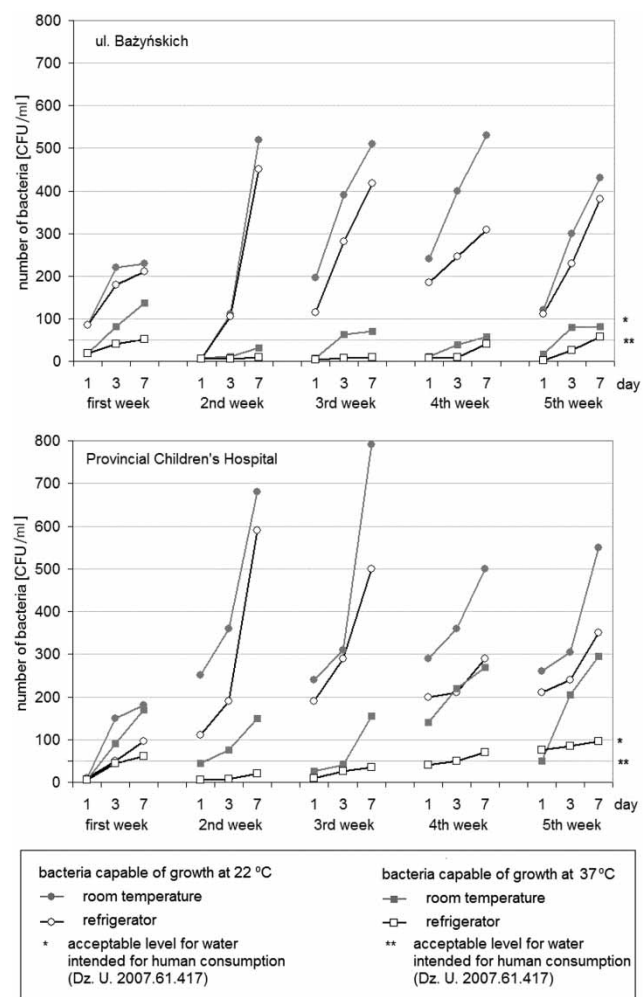 800
ul. Bażyńskich
700
600
500
400
300
200
100
0
number of bacteria [CFU /ml]
*
**
1 3 7 1 3 7 1 3 7 1 3 7 1 3 7 day
first week 2nd week 3rd week 4th week 5th week
800
Provincial Children's Hospital
700
600
500
400
300
200
100
0
number of bacteria [CFU /ml]
*
**
1 3 7 1 3 7 1 3 7 1 3 7 1 3 7 day
first week 2nd week 3rd week 4th week 5th week
bacteria capable of growth at 22 °C
room temperature
refrigerator
* acceptable level for water
intended for human consumption
(Dz. U. 2007.61.417)
bacteria capable of growth at 37 °C
room temperature
refrigerator
** acceptable level for water
intended for human consumption
(Dz. U. 2007.61.417)